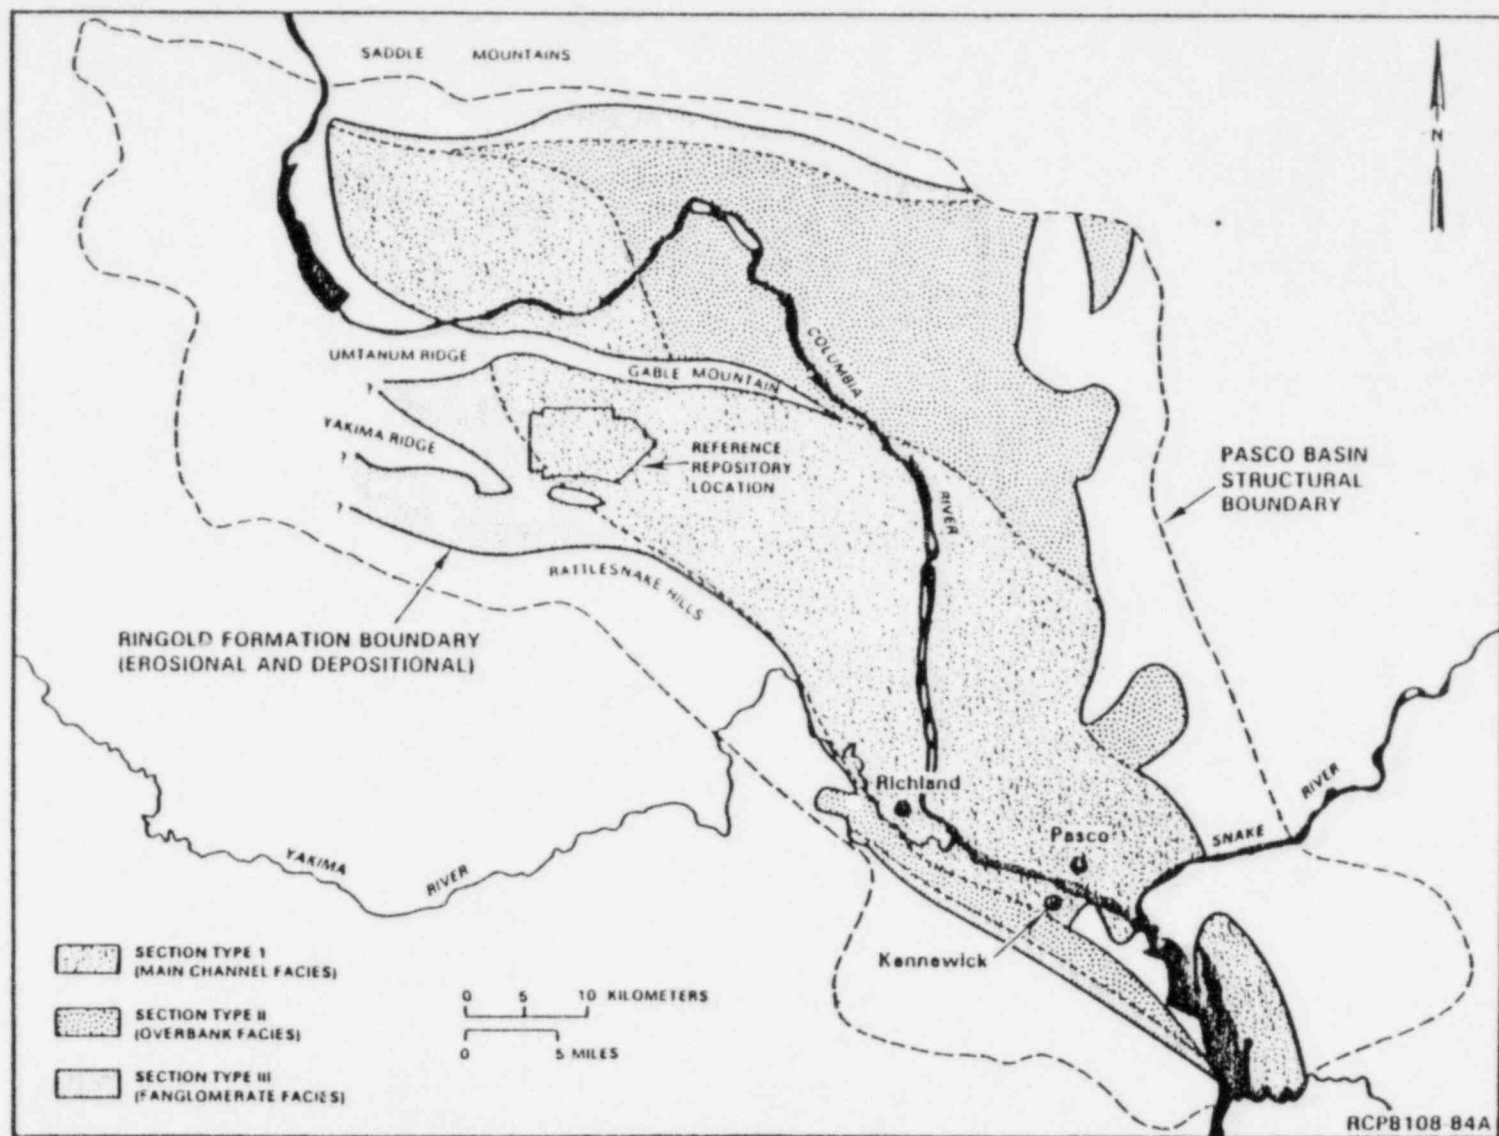 SADDLE MOUNTAINS
N
COLUMBIA
UMTANUM RIDGE
GABLE MOUNTAIN
?
YAKIMA RIDGE
?
REFERENCE
REPOSITORY
LOCATION
PASCO BASIN
STRUCTURAL
BOUNDARY
RIVER
?
RATTLESNAKE HILLS
RINGOLD FORMATION BOUNDARY
(EROSIONAL AND DEPOSITIONAL)
Richland
RIVER
SNAKE
Pasco
YAKIMA
RIVER
Kennewick
SECTION TYPE 1
(MAIN CHANNEL FACIES)
SECTION TYPE II
(OVERBANK FACIES)
SECTION TYPE III
(FANGLOMERATE FACIES)
0 5 10 KILOMETERS
0 5 MILES
RCP8108-84A